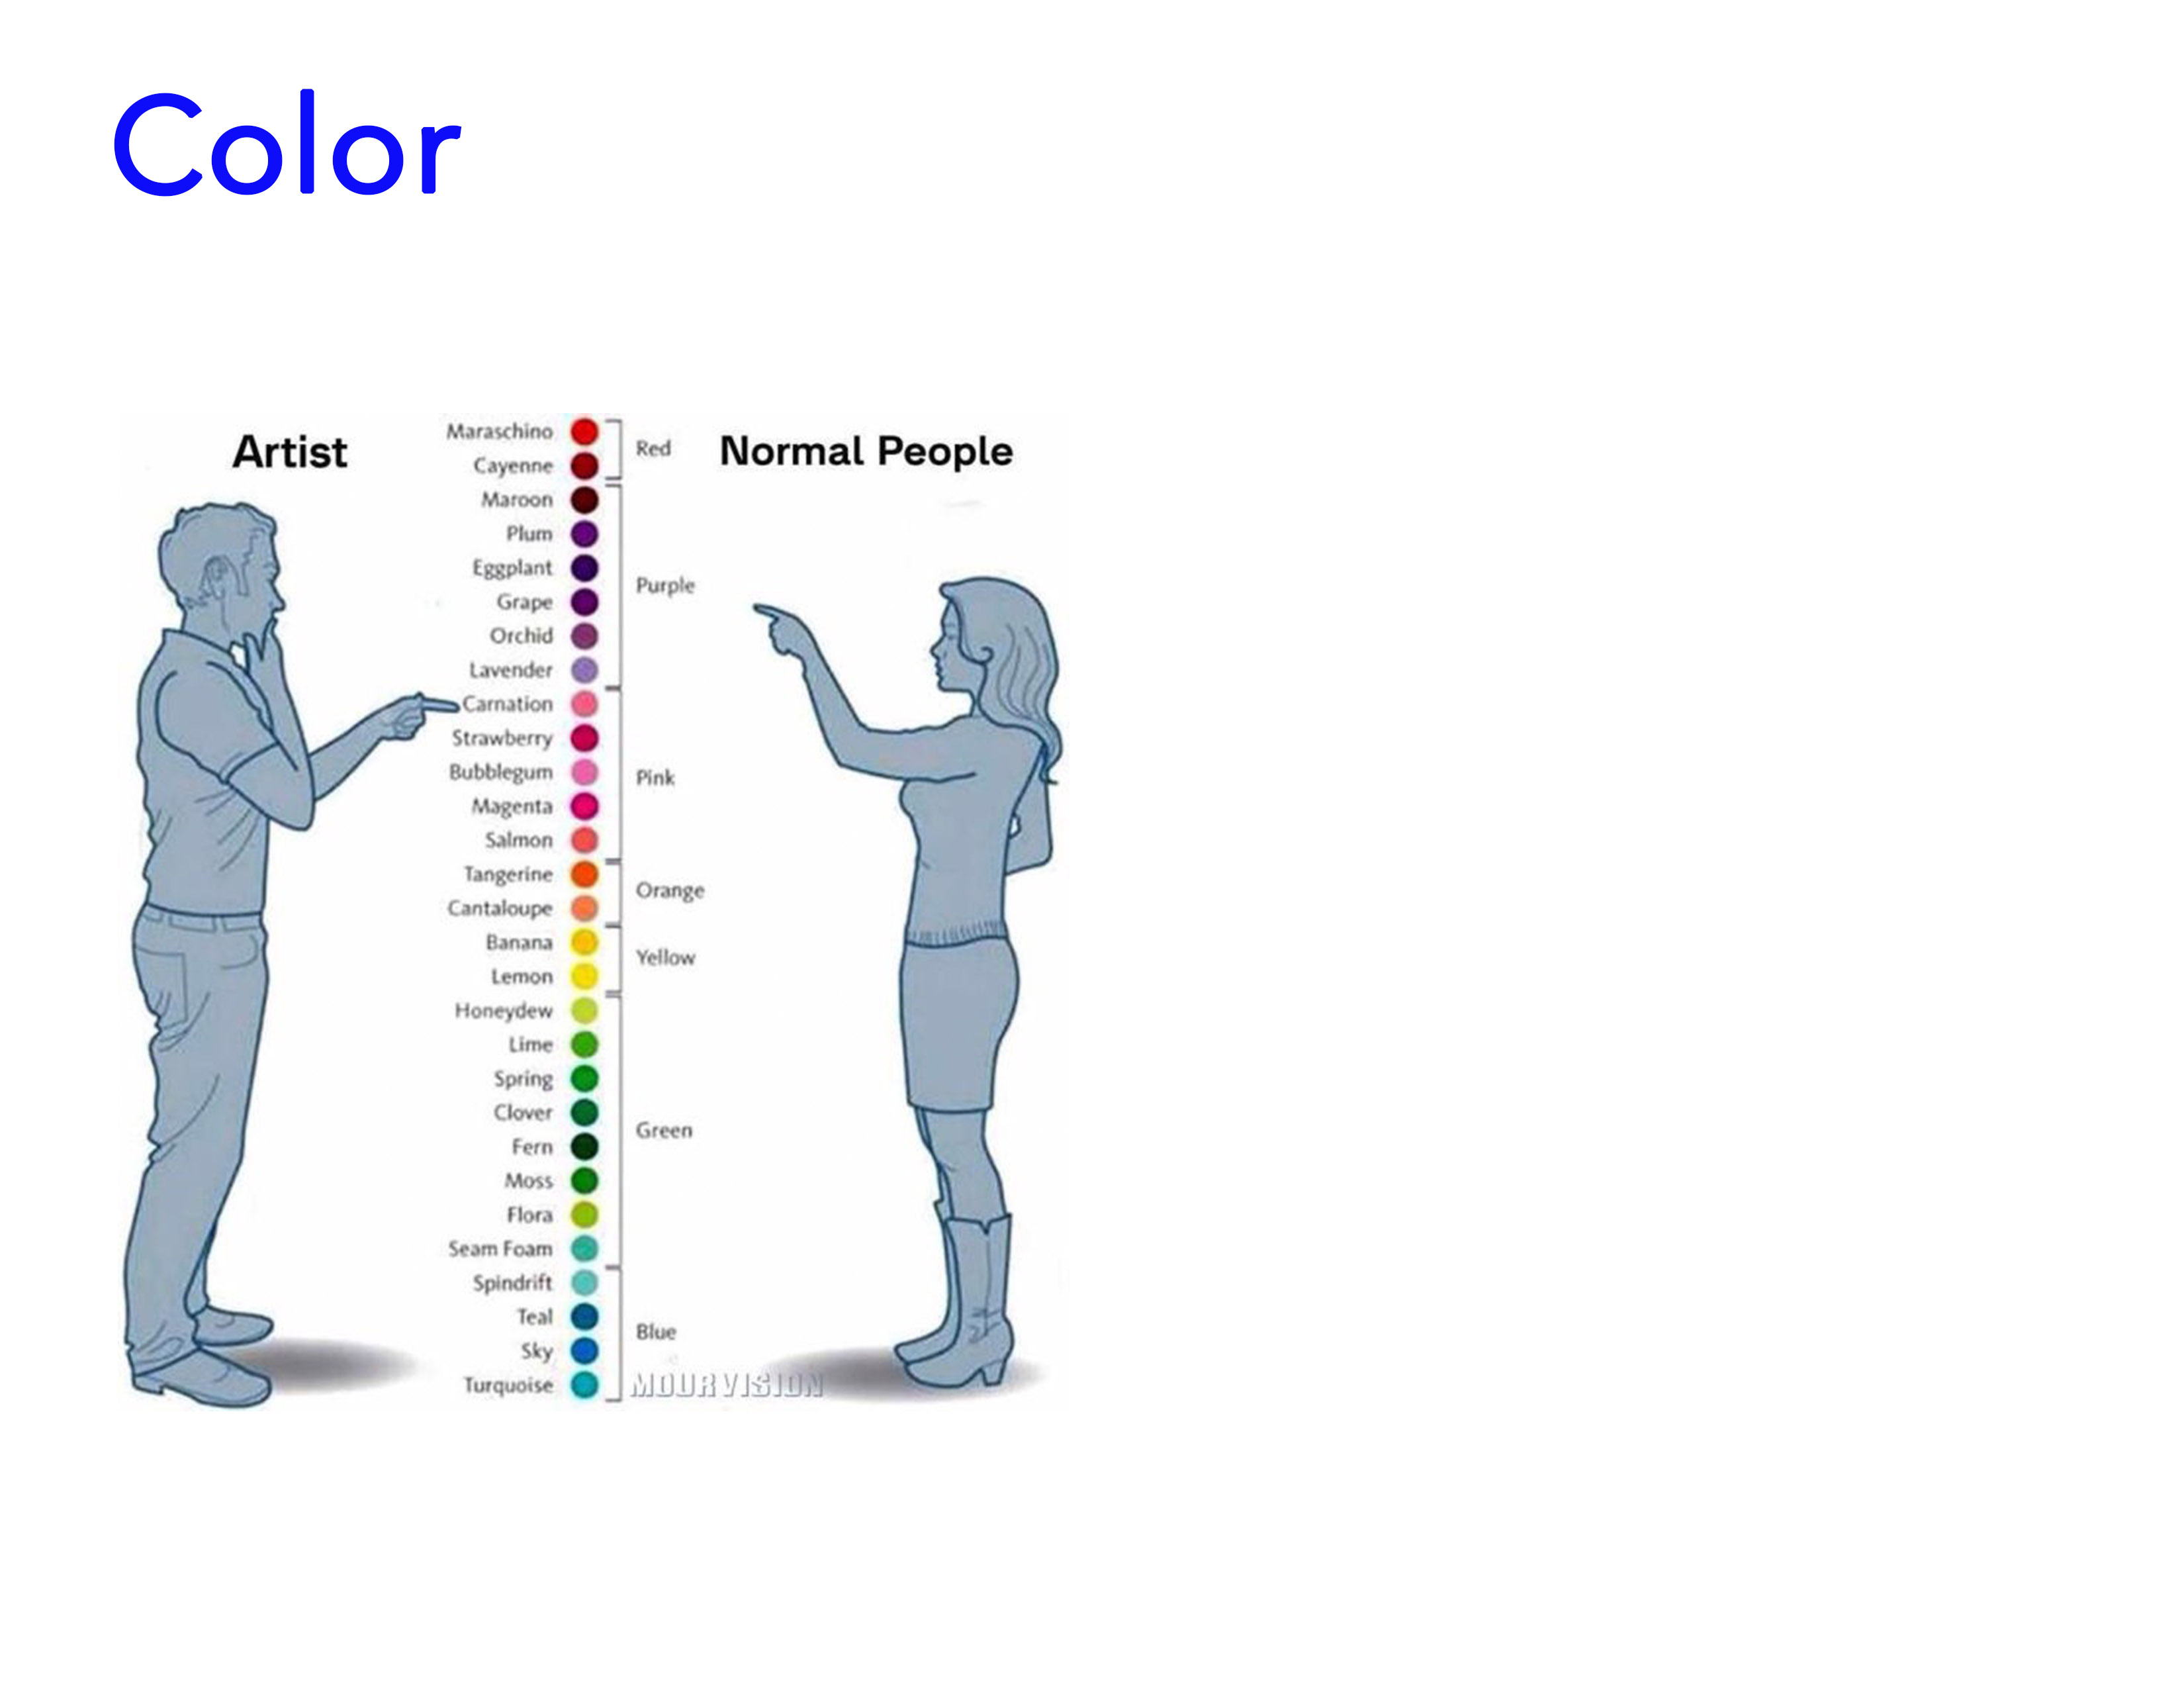 Color
Artist
Normal People
Maraschino
Cayenne
Maroon
Plum
Eggplant
Grape
Orchid
Lavender
Carnation
Strawberry
Bubblegum
Magenta
Salmon
Tangerine
Cantaloupe
Banana
Lemon
Honeydew
Lime
Spring
Clover
Fern
Moss
Flora
Seam Foam
Spindrift
Teal
Sky
Turquoise
Red
Purple
Pink
Orange
Yellow
Green
Blue
MOURVISION